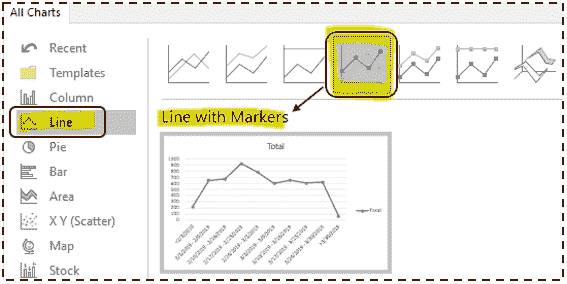 All Charts
Recent
Templates
Column
Line
Pie
Bar
Area
X Y (Scatter)
Map
Stock
Line with Markers
Total
1000
900
800
700
600
500
400
300
200
100
0
Total